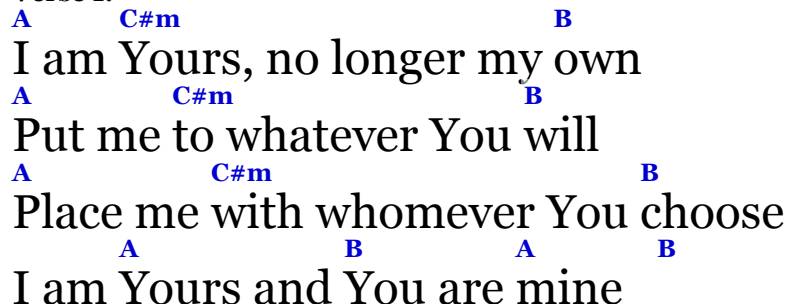 A C#m B
I am Yours, no longer my own
A C#m B
Put me to whatever You will
A C#m B
Place me with whomever You choose
A B A B
I am Yours and You are mine